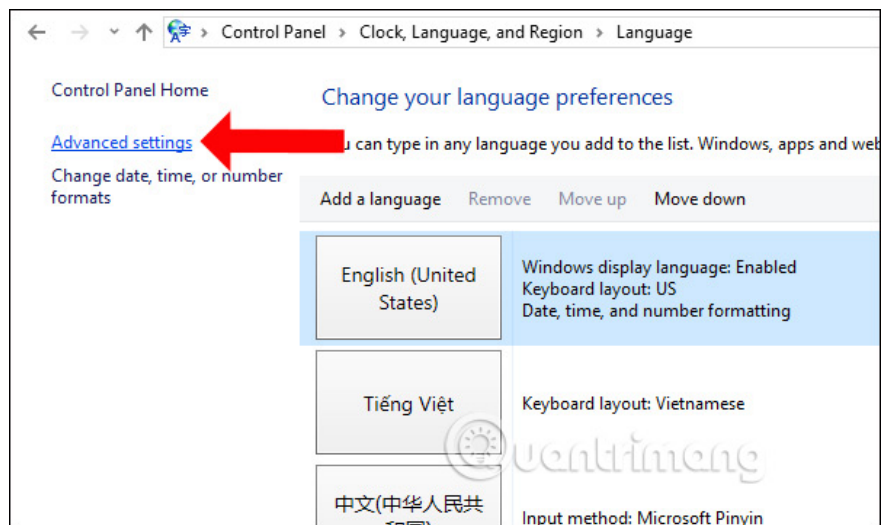 Control Panel > Clock, Language, and Region > Language
Control Panel Home
Advanced settings
Change date, time, or number
formats
Change your language preferences
can type in any language you add to the list. Windows, apps and
Add a language Remove Move up Move down
English (United
States)
Windows display language: Enabled
Keyboard layout: US
Date, time, and number formatting
Tiếng Việt
Keyboard layout: Vietnamese
Quantrimang
中文(中华人民共
和国)
Input method: Microsoft Pinyin